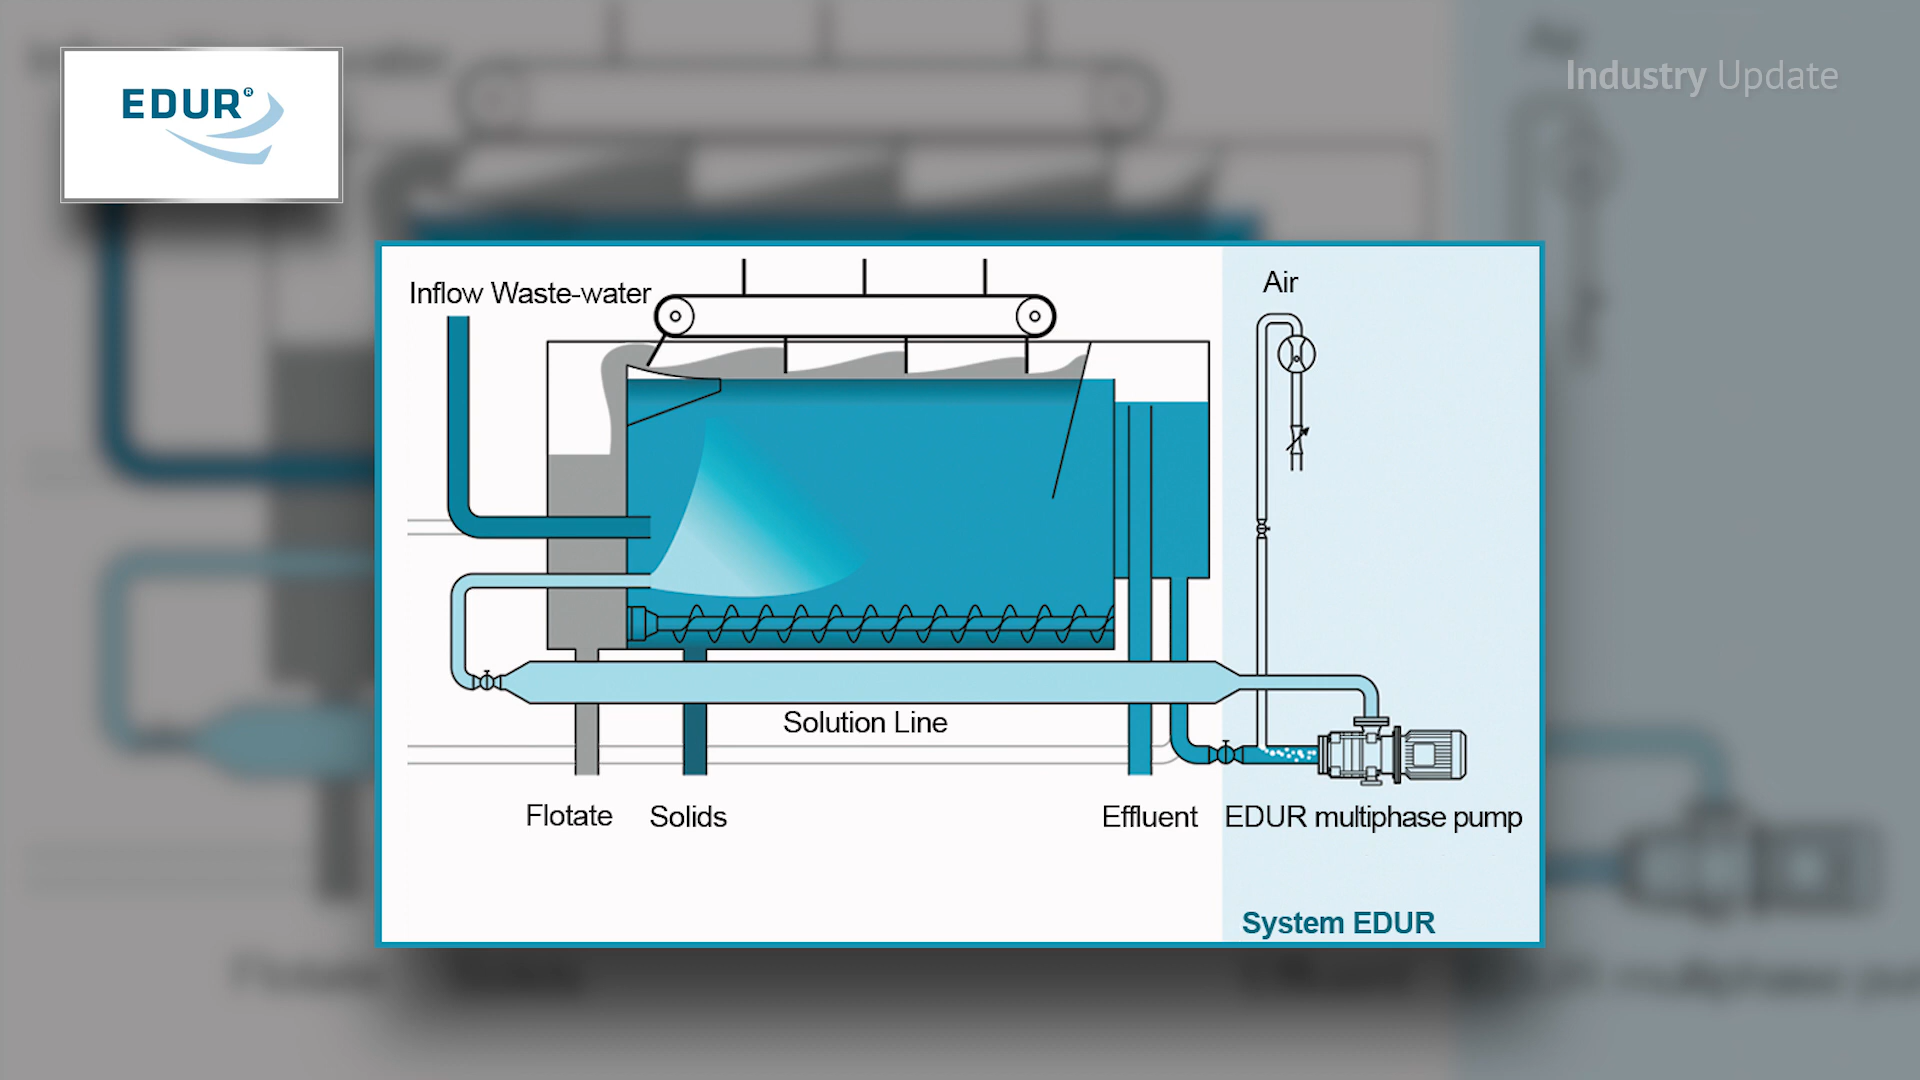 EDUR®
Industry Update
Inflow Waste-water
Air
Solution Line
Flotate
Solids
Effluent
EDUR multiphase pump
System EDUR